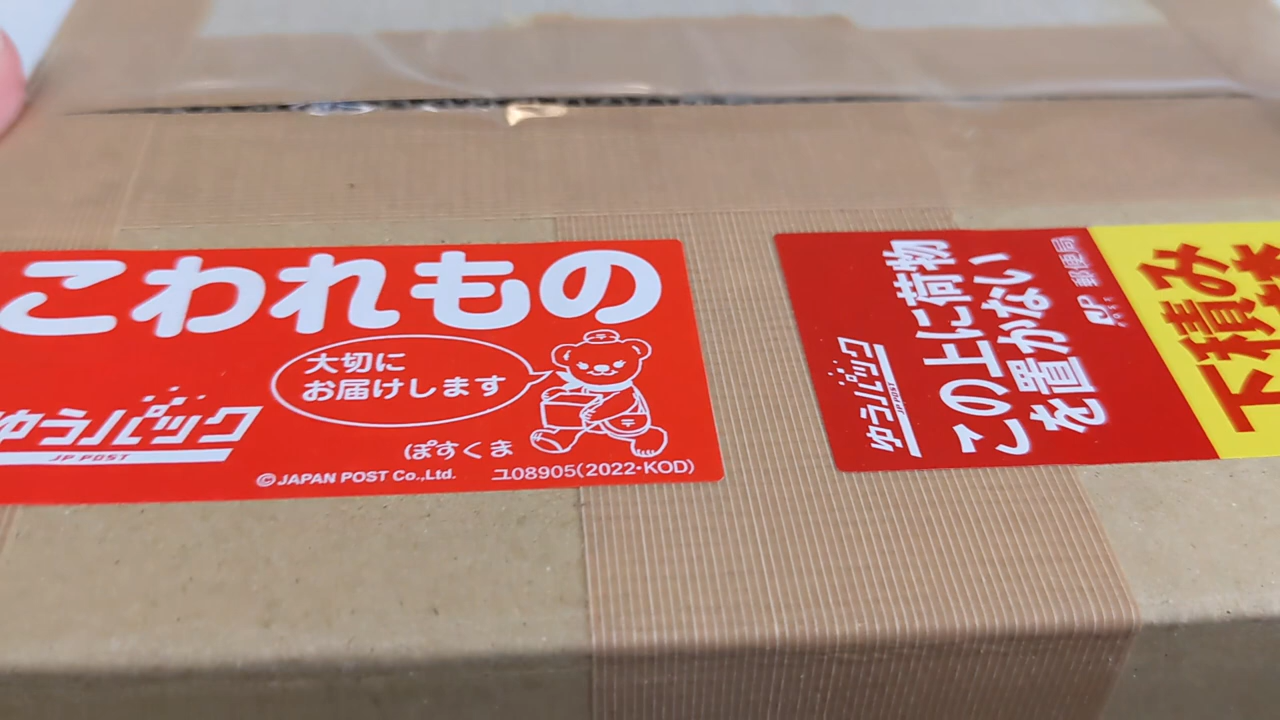 こわれもの
大切に
お届けします
ゆうパック
JP POST
ぽすくま
© JAPAN POST Co.,Ltd.
ユ08905(2022・KOD)
ゆうパック
JP POST
この上に荷物
を置かない
JP 郵便局
下積み